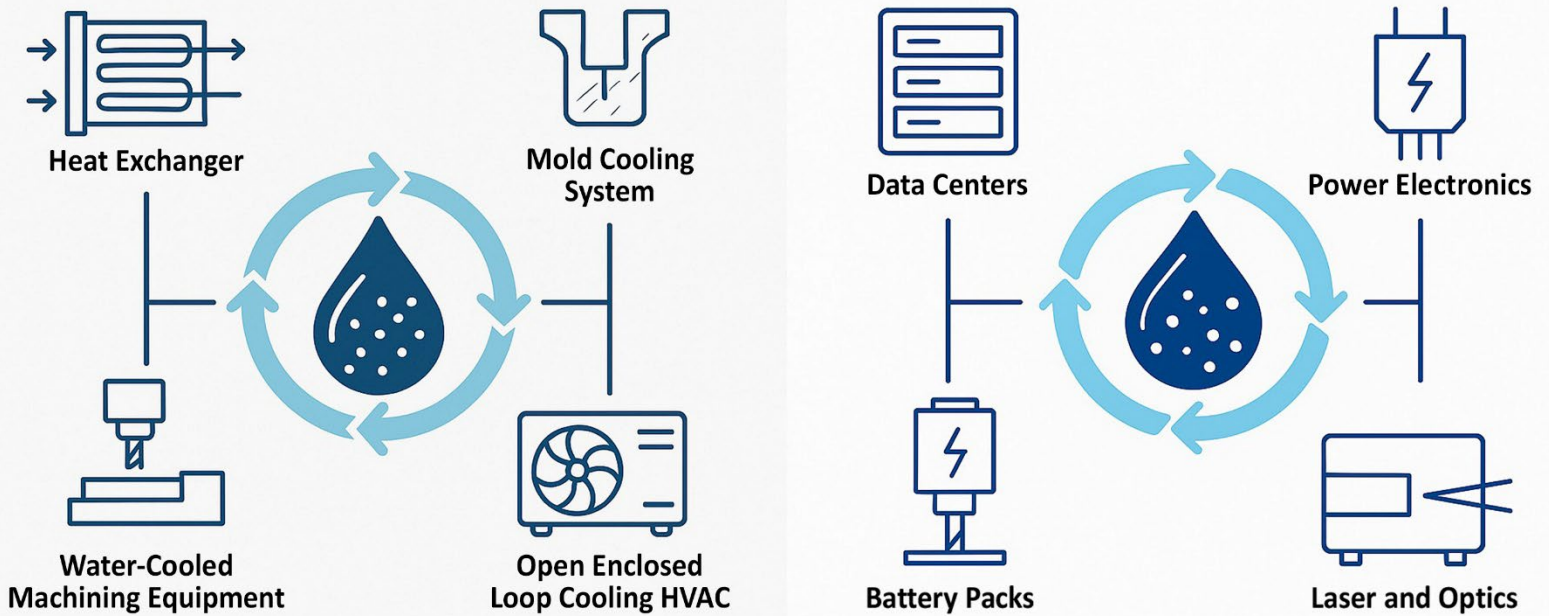 Heat Exchanger
Mold Cooling
System
Water-Cooled
Machining Equipment
Open Enclosed
Loop Cooling HVAC
Data Centers
Power Electronics
Battery Packs
Laser and Optics